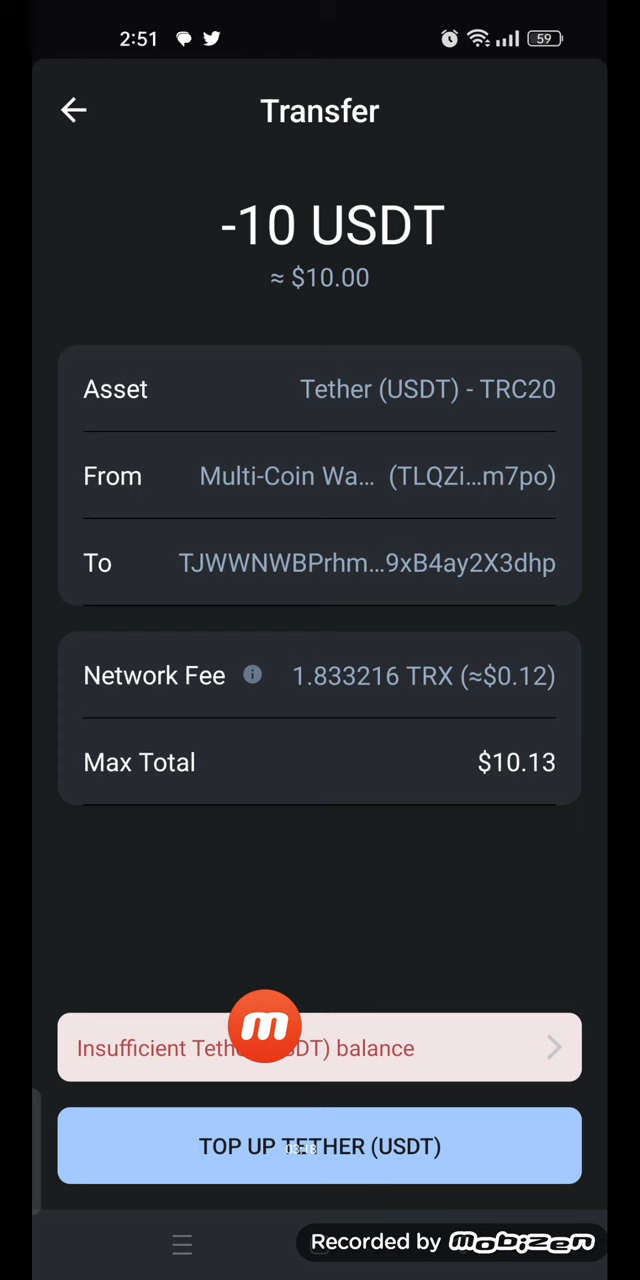 2:51
59
Transfer
-10 USDT
≈ $10.00
Asset Tether (USDT) - TRC20
From Multi-Coin Wa... (TLQZi...m7po)
To TJWWNWBPrhm...9xB4ay2X3dhp
Network Fee 1.833216 TRX (≈$0.12)
Max Total $10.13
Insufficient balance
TOP UP TETHER (USDT)
Recorded by mobizen